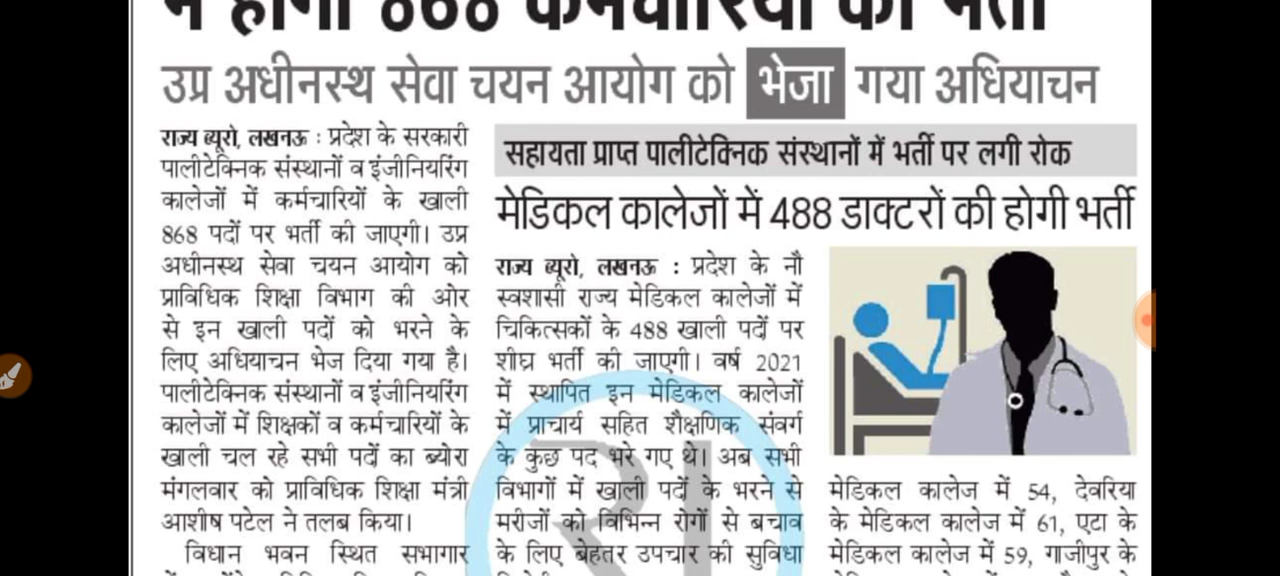 में होगी 868 कर्मचारियों की भर्ती
उप्र अधीनस्थ सेवा चयन आयोग को भेजा गया अधियाचन
राज्य ब्यूरो, लखनऊ : प्रदेश के सरकारी
पालीटेक्निक संस्थानों व इंजीनियरिंग
कालेजों में कर्मचारियों के खाली
868 पदों पर भर्ती की जाएगी। उप्र
अधीनस्थ सेवा चयन आयोग को
प्राविधिक शिक्षा विभाग की ओर
से इन खाली पदों को भरने के
लिए अधियाचन भेज दिया गया है।
पालीटेक्निक संस्थानों व इंजीनियरिंग
कालेजों में शिक्षकों व कर्मचारियों के
खाली चल रहे सभी पदों का ब्योरा
मंगलवार को प्राविधिक शिक्षा मंत्री
आशीष पटेल ने तलब किया।
विधान भवन स्थित सभागार
सहायता प्राप्त पालीटेक्निक संस्थानों में भर्ती पर लगी रोक
मेडिकल कालेजों में 488 डाक्टरों की होगी भर्ती
राज्य ब्यूरो, लखनऊ : प्रदेश के नौ
स्वशासी राज्य मेडिकल कालेजों में
चिकित्सकों के 488 खाली पदों पर
शीघ्र भर्ती की जाएगी। वर्ष 2021
में स्थापित इन मेडिकल कालेजों
में प्राचार्य सहित शैक्षणिक संवर्ग
के कुछ पद भरे गए थे। अब सभी
विभागों में खाली पदों के भरने से
मरीजों को विभिन्न रोगों से बचाव
के लिए बेहतर उपचार की सुविधा
मेडिकल कालेज में 54, देवरिया
के मेडिकल कालेज में 61, एटा के
मेडिकल कालेज में 59, गाजीपुर के